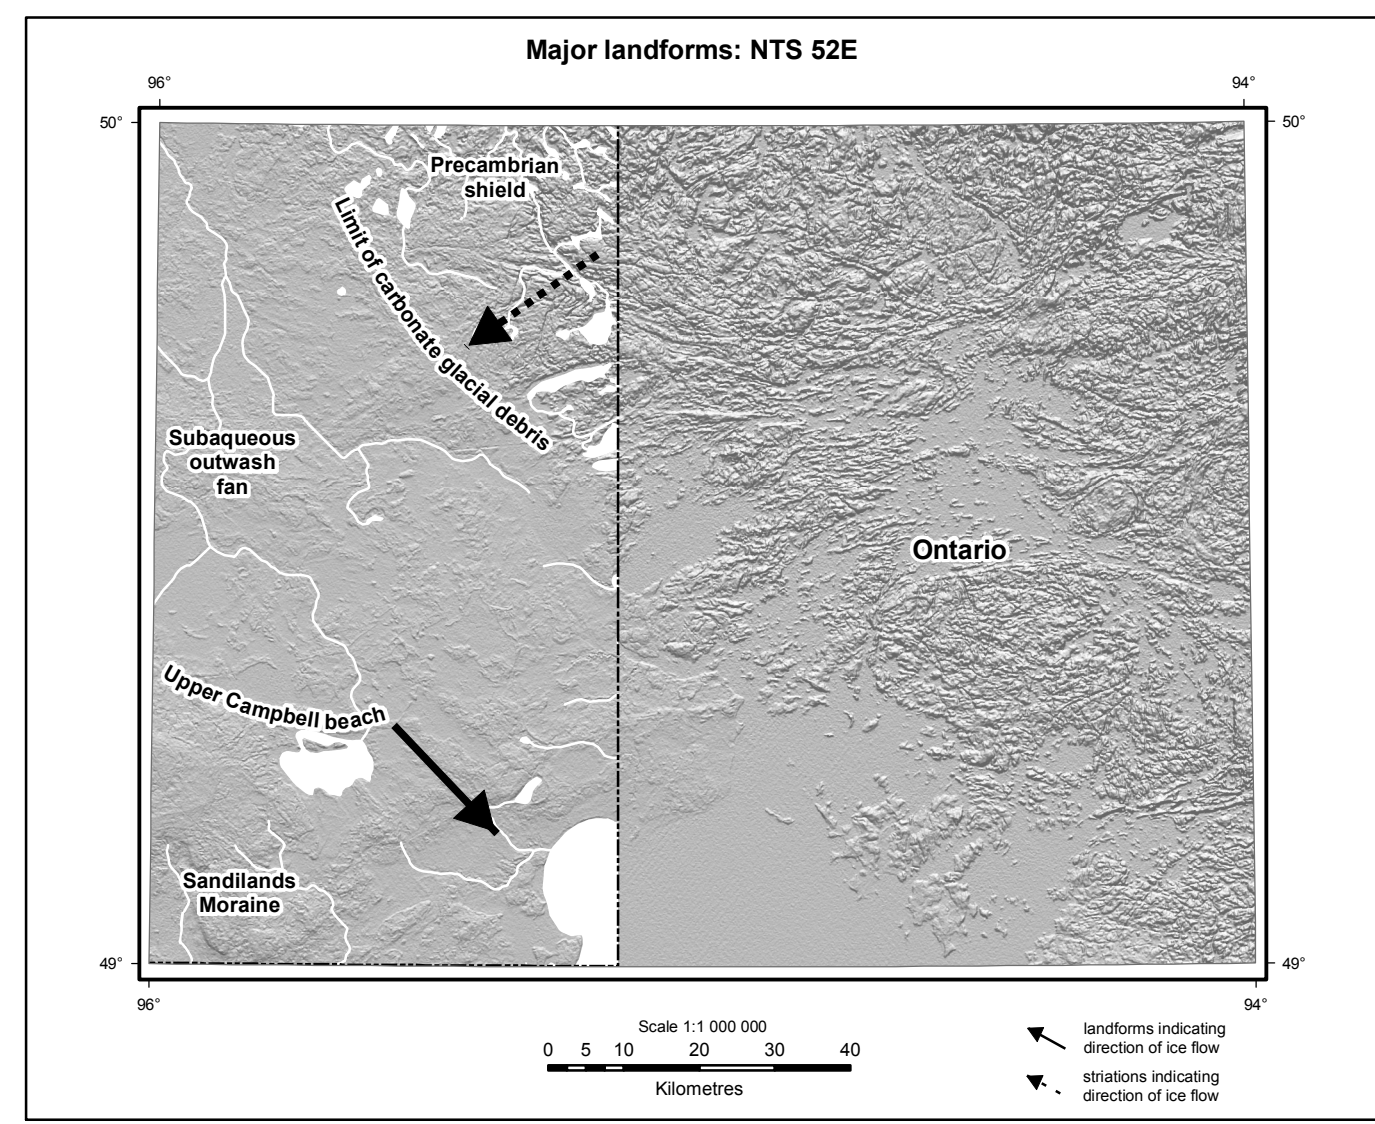 Major landforms: NTS 52E
96°
94°
50°
50°
Precambrian
shield
Limit of carbonate glacial debris
Subaqueous
outwash
fan
Ontario
Upper Campbell beach
Sandilands
Moraine
49°
49°
96°
94°
Scale 1:1 000 000
0 5 10 20 30 40
Kilometres
landforms indicating
direction of ice flow
striations indicating
direction of ice flow